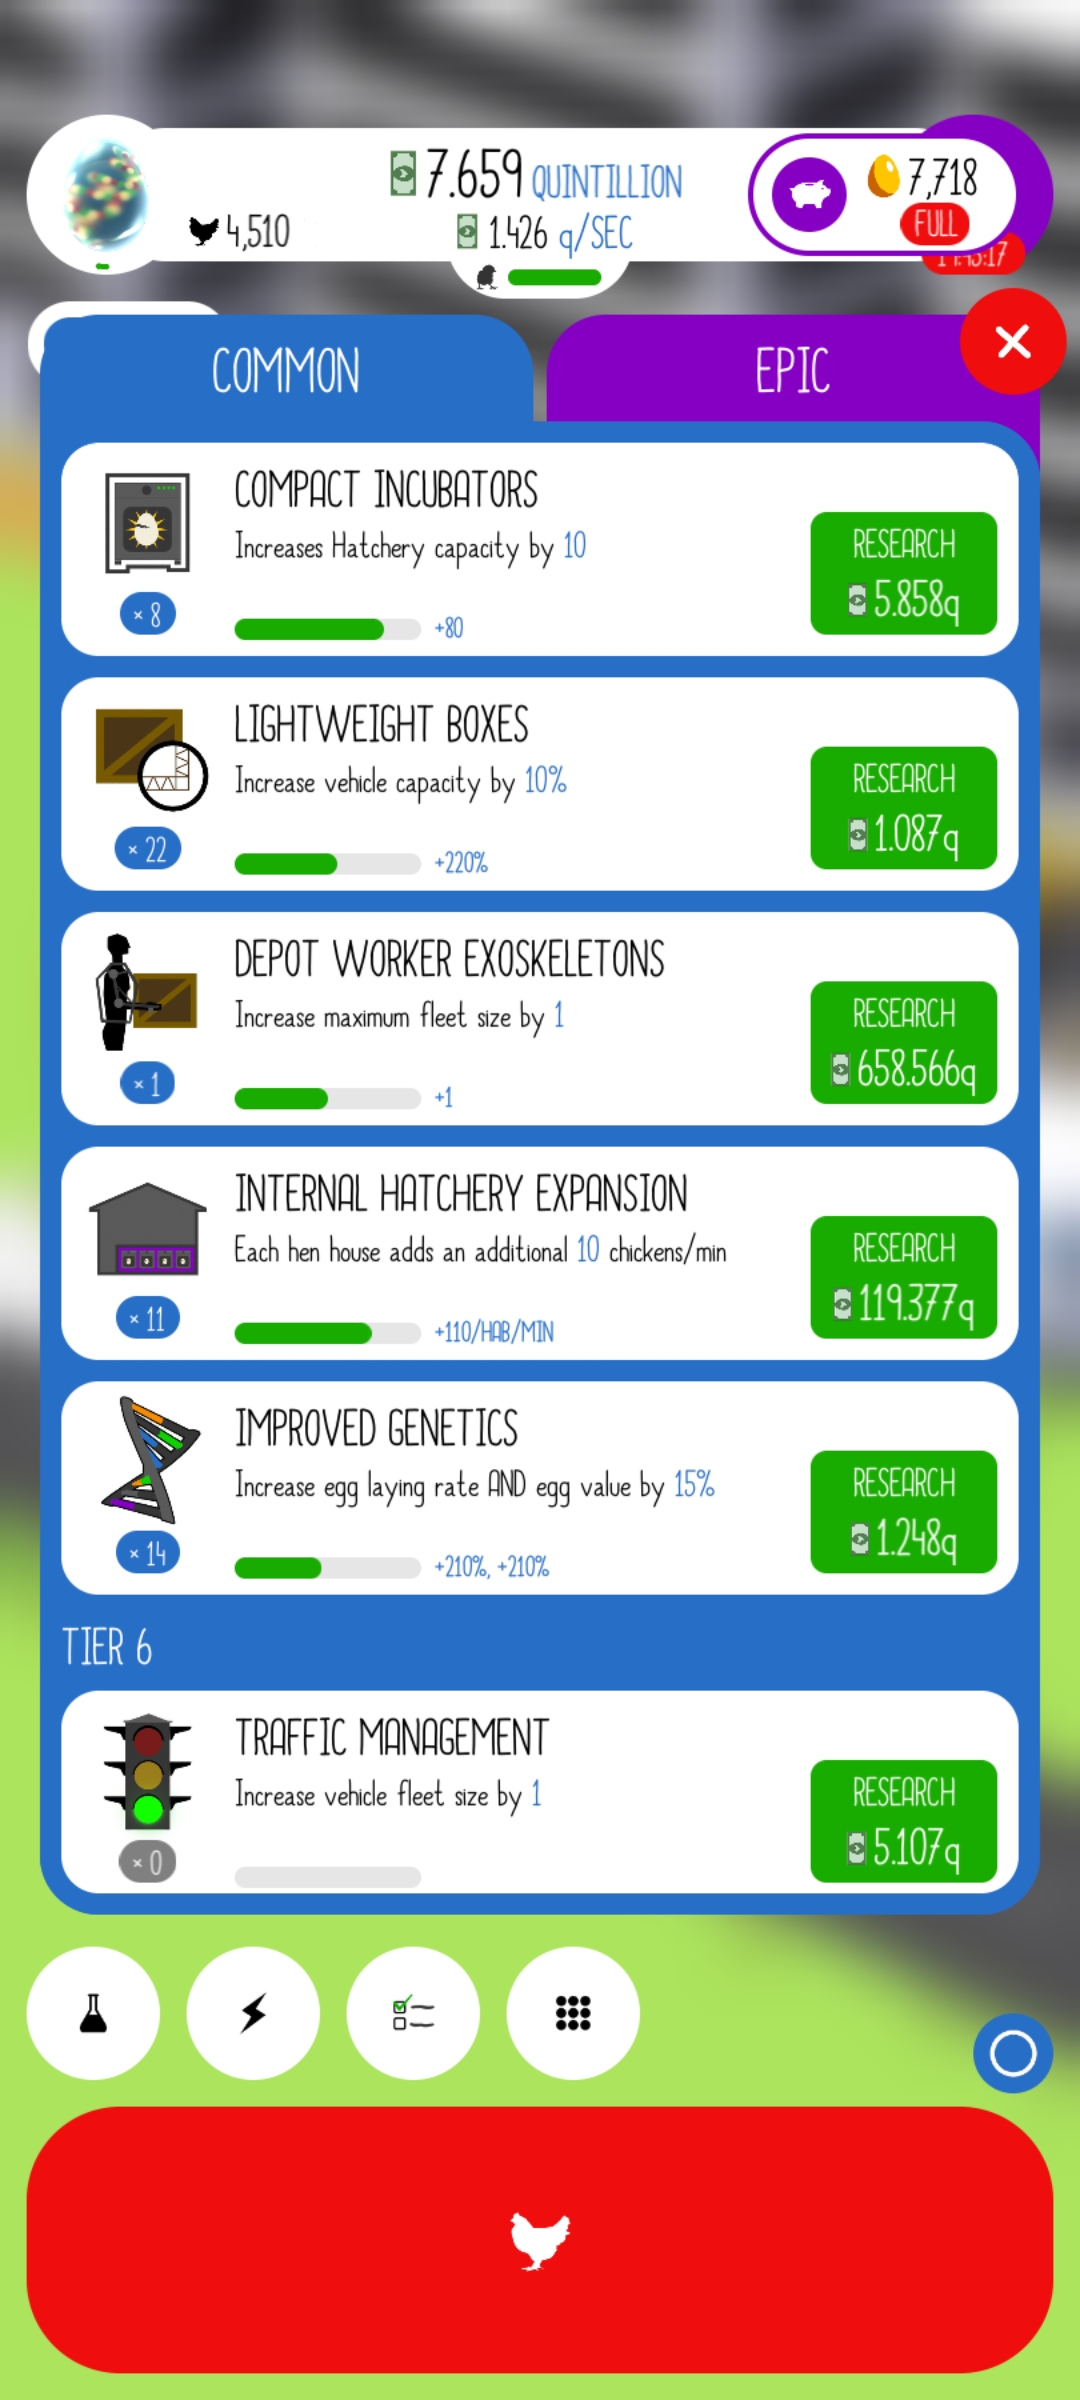 7.659 QUINTILLION
7,718
4,510
1.426 q/SEC
FULL
COMMON
EPIC
COMPACT INCUBATORS
Increases Hatchery capacity by 10
RESEARCH
5.858q
× 8
+80
LIGHTWEIGHT BOXES
Increase vehicle capacity by 10%
RESEARCH
1.087q
× 22
+220%
DEPOT WORKER EXOSKELETONS
Increase maximum fleet size by 1
RESEARCH
658.566q
× 1
+1
INTERNAL HATCHERY EXPANSION
Each hen house adds an additional 10 chickens/min
RESEARCH
119.377q
× 11
+110/HAB/MIN
IMPROVED GENETICS
Increase egg laying rate AND egg value by 15%
RESEARCH
1.248q
× 14
+210%, +210%
TIER 6
TRAFFIC MANAGEMENT
Increase vehicle fleet size by 1
RESEARCH
5.107q
× 0